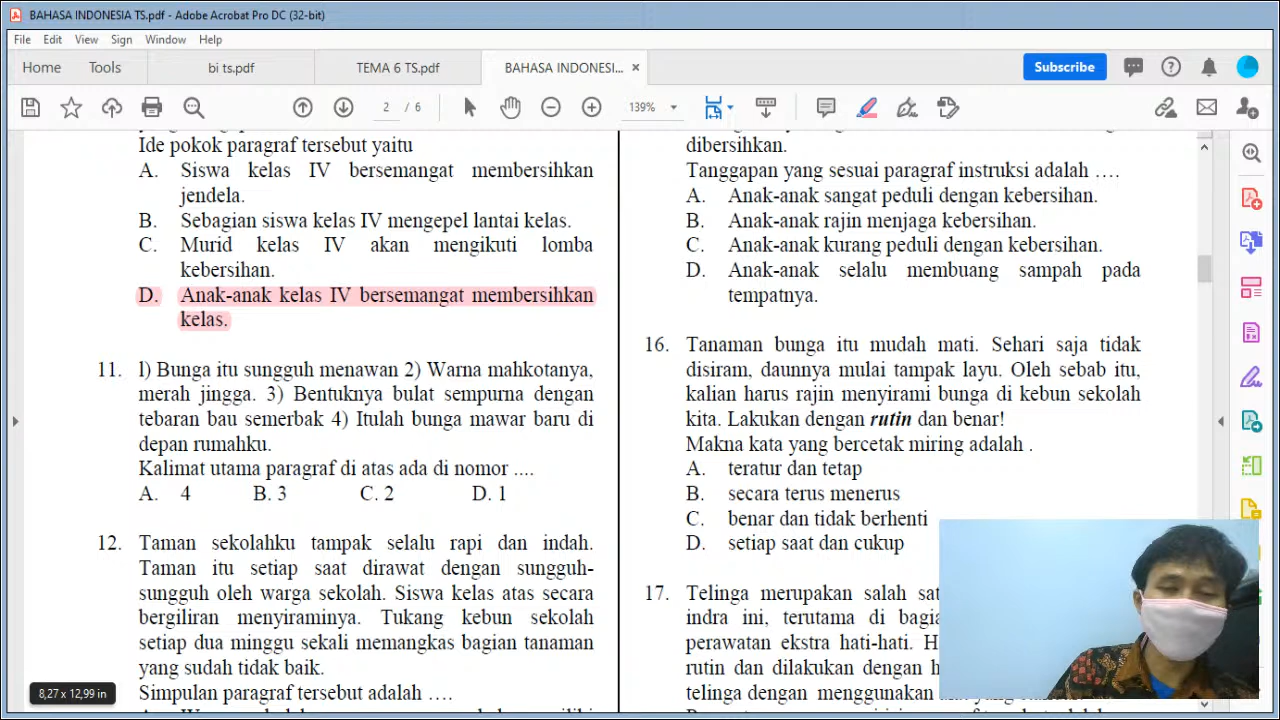 BAHASA INDONESIA TS.pdf - Adobe Acrobat Pro DC (32-bit)
File Edit View Sign Window Help
Home Tools bi ts.pdf TEMA 6 TS.pdf BAHASA INDONESI... × Subscribe
2 / 6 139%
Ide pokok paragraf tersebut yaitu
A. Siswa kelas IV bersemangat membersihkan
jendela.
B. Sebagian siswa kelas IV mengepel lantai kelas.
C. Murid kelas IV akan mengikuti lomba
kebersihan.
D. Anak-anak kelas IV bersemangat membersihkan
kelas.
11. l) Bunga itu sungguh menawan 2) Warna mahkotanya,
merah jingga. 3) Bentuknya bulat sempurna dengan
tebaran bau semerbak 4) Itulah bunga mawar baru di
depan rumahku.
Kalimat utama paragraf di atas ada di nomor ....
A. 4 B. 3 C. 2 D. 1
12. Taman sekolahku tampak selalu rapi dan indah.
Taman itu setiap saat dirawat dengan sungguh-
sungguh oleh warga sekolah. Siswa kelas atas secara
bergiliran menyiraminya. Tukang kebun sekolah
setiap dua minggu sekali memangkas bagian tanaman
yang sudah tidak baik.
Simpulan paragraf tersebut adalah ….
8,27 x 12,99 in
dibersihkan.
Tanggapan yang sesuai paragraf instruksi adalah ….
A. Anak-anak sangat peduli dengan kebersihan.
B. Anak-anak rajin menjaga kebersihan.
C. Anak-anak kurang peduli dengan kebersihan.
D. Anak-anak selalu membuang sampah pada
tempatnya.
16. Tanaman bunga itu mudah mati. Sehari saja tidak
disiram, daunnya mulai tampak layu. Oleh sebab itu,
kalian harus rajin menyirami bunga di kebun sekolah
kita. Lakukan dengan rutin dan benar!
Makna kata yang bercetak miring adalah .
A. teratur dan tetap
B. secara terus menerus
C. benar dan tidak berhenti
D. setiap saat dan cukup
17. Telinga merupakan salah
indra ini, terutama di
perawatan ekstra hati-hati.
rutin dan dilakukan dengan
telinga dengan menggunakan